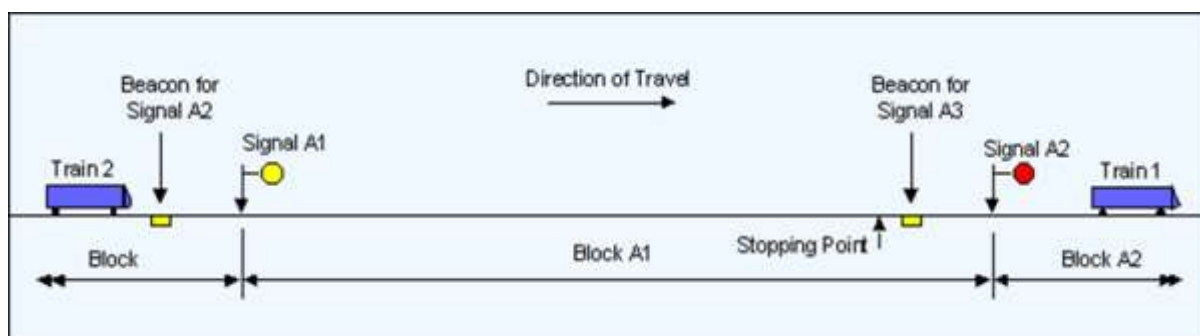 Direction of Travel
Beacon for
Signal A2
Beacon for
Signal A3
Signal A1
Signal A2
Train 2
Train 1
Stopping Point
Block
Block A1
Block A2